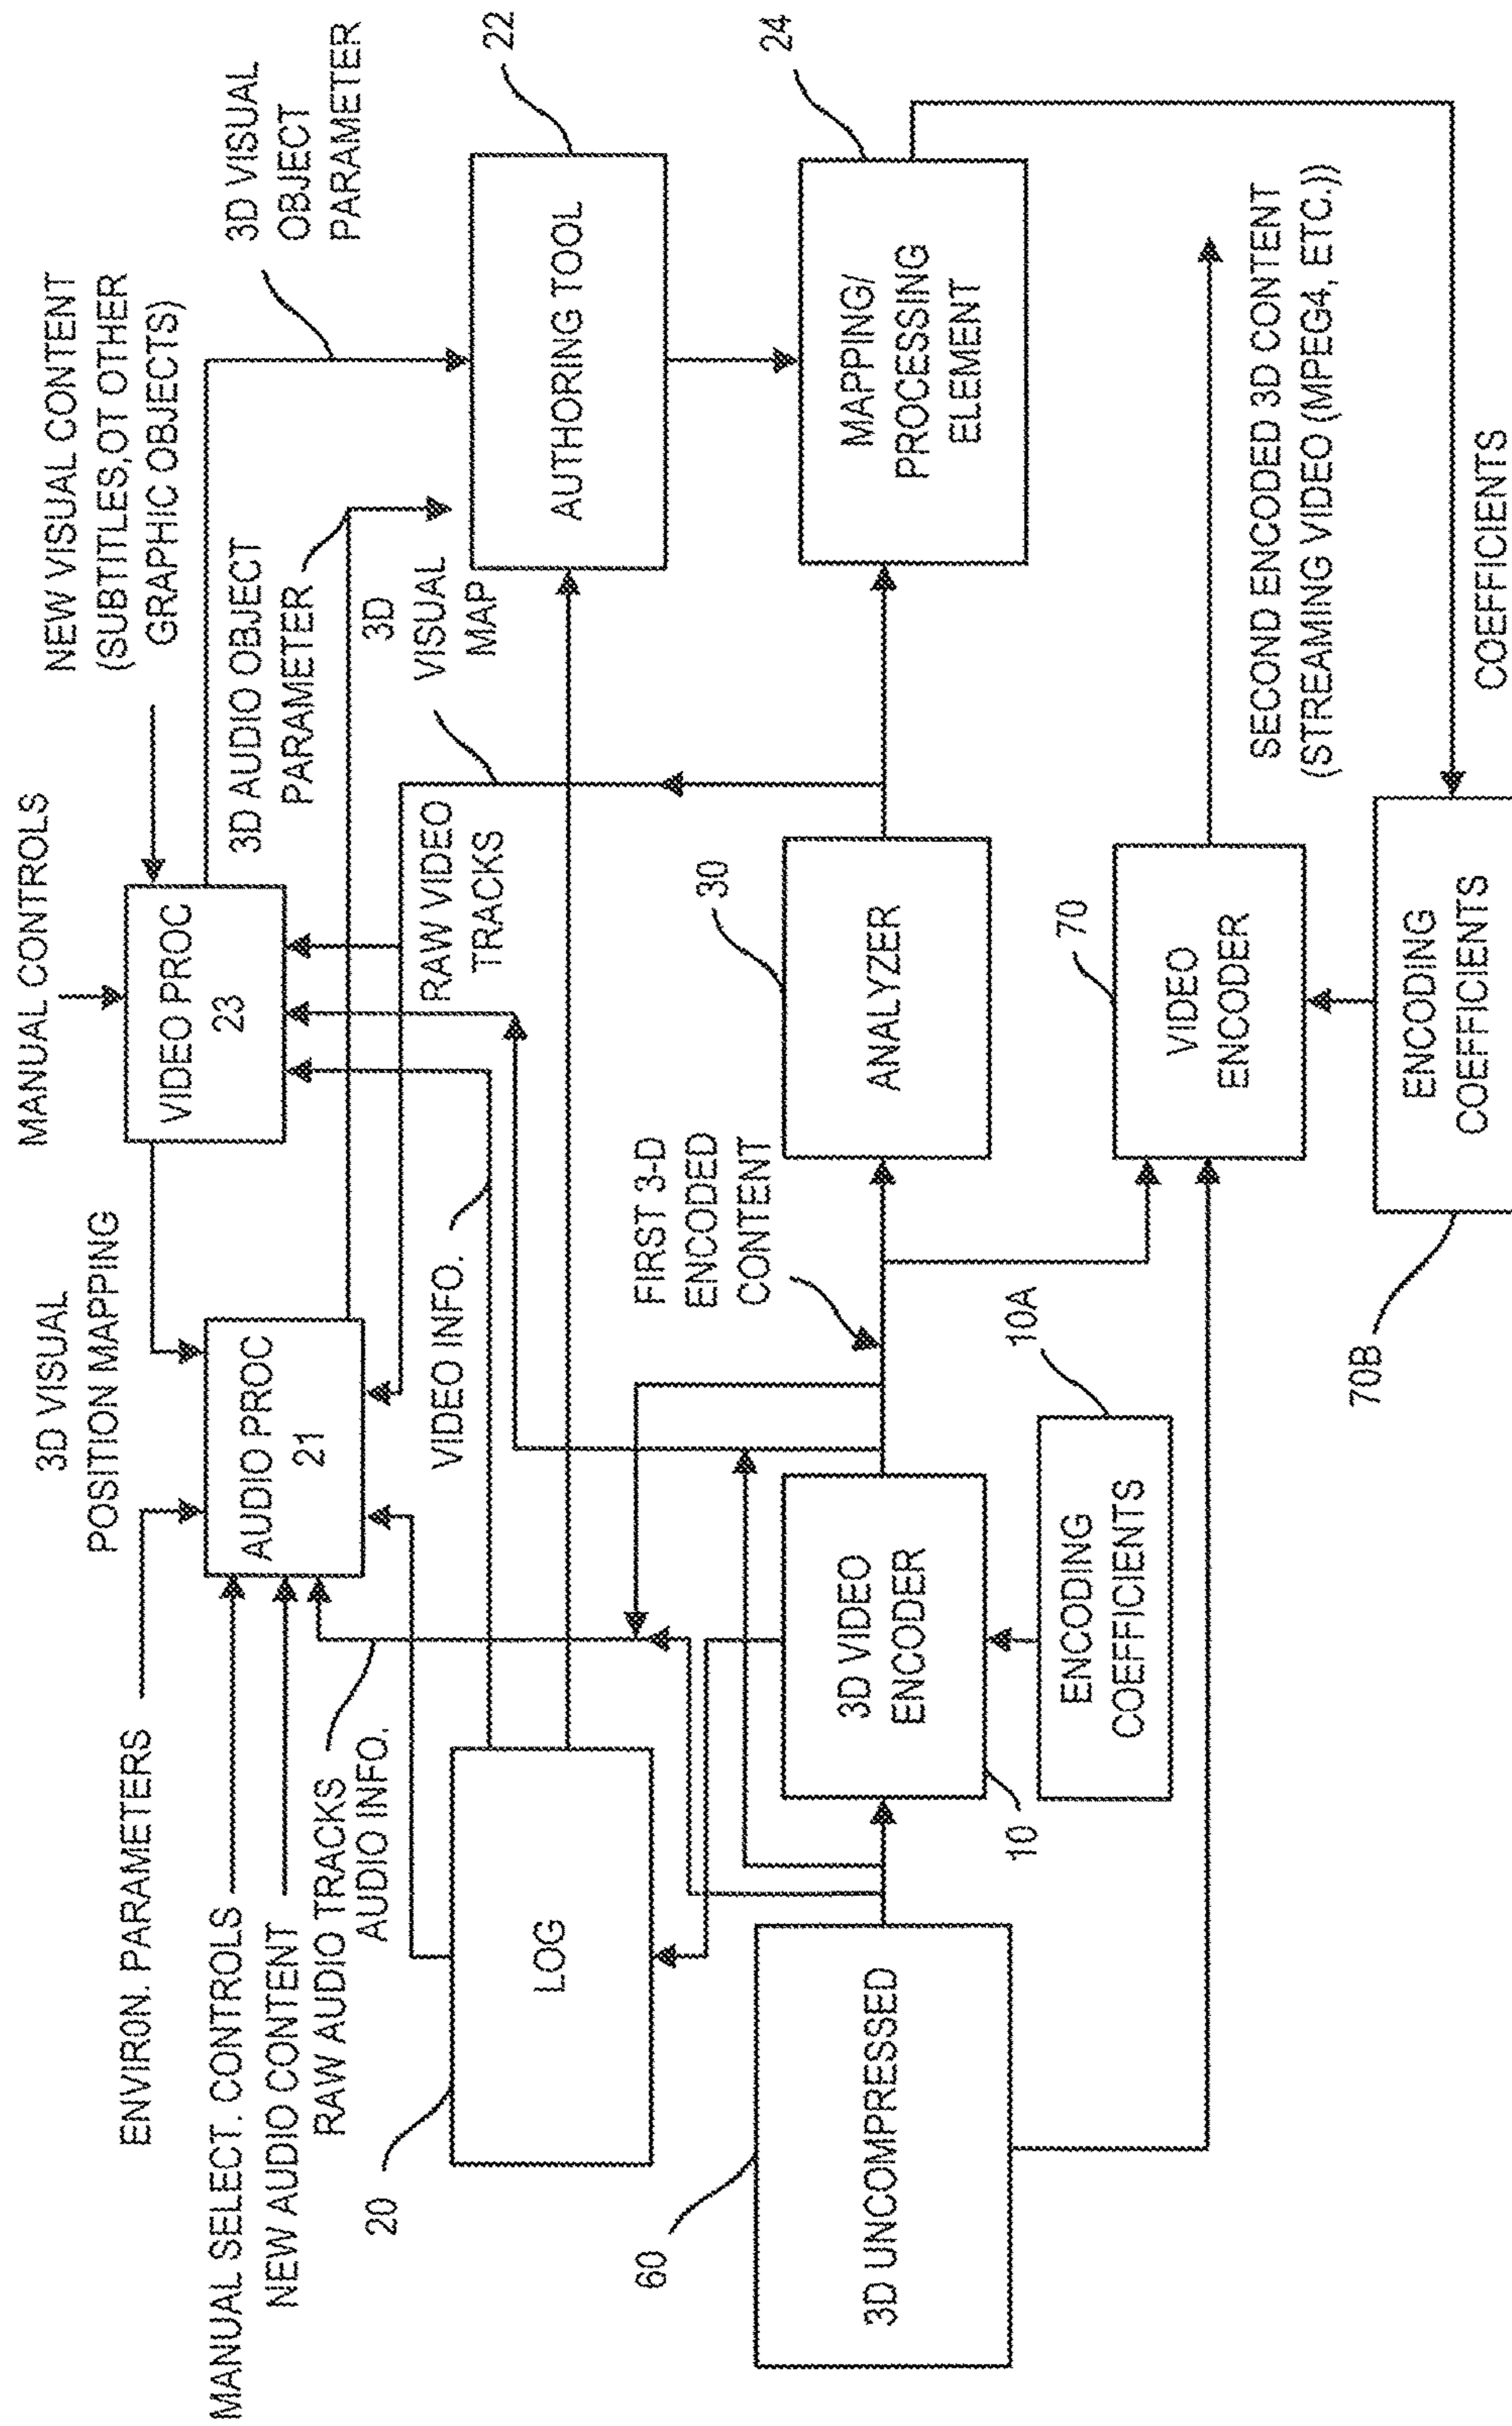 MANUAL CONTROLS
NEW VISUAL CONTENT
(SUBTITLES,OT OTHER
GRAPHIC OBJECTS)
3D VISUAL
OBJECT
PARAMETER
3D VISUAL
POSITION MAPPING
ENVIR0N. PARAMETERS
MANUAL SELECT. CONTROLS
NEW AUDIO CONTENT
RAW AUDIO TRACKS
AUDIO INFO.
AUDIO PROC
21
VIDEO PROC
23
3D AUDIO OBJECT
PARAMETER
3D
VISUAL
MAP
22
AUTHORING TOOL
VIDEO INFO.
RAW VIDEO
TRACKS
20
LOG
FIRST 3-D
ENCODED
CONTENT
30
24
60
3D UNCOMPRESSED
3D VIDEO
ENCODER
10
ANALYZER
MAPPING/
PROCESSING
ELEMENT
10A
ENCODING
COEFFICIENTS
70
VIDEO
ENCODER
SECOND ENCODED 3D CONTENT
(STREAMING VIDEO (MPEG4, ETC.))
70B
ENCODING
COEFFICIENTS
COEFFICIENTS